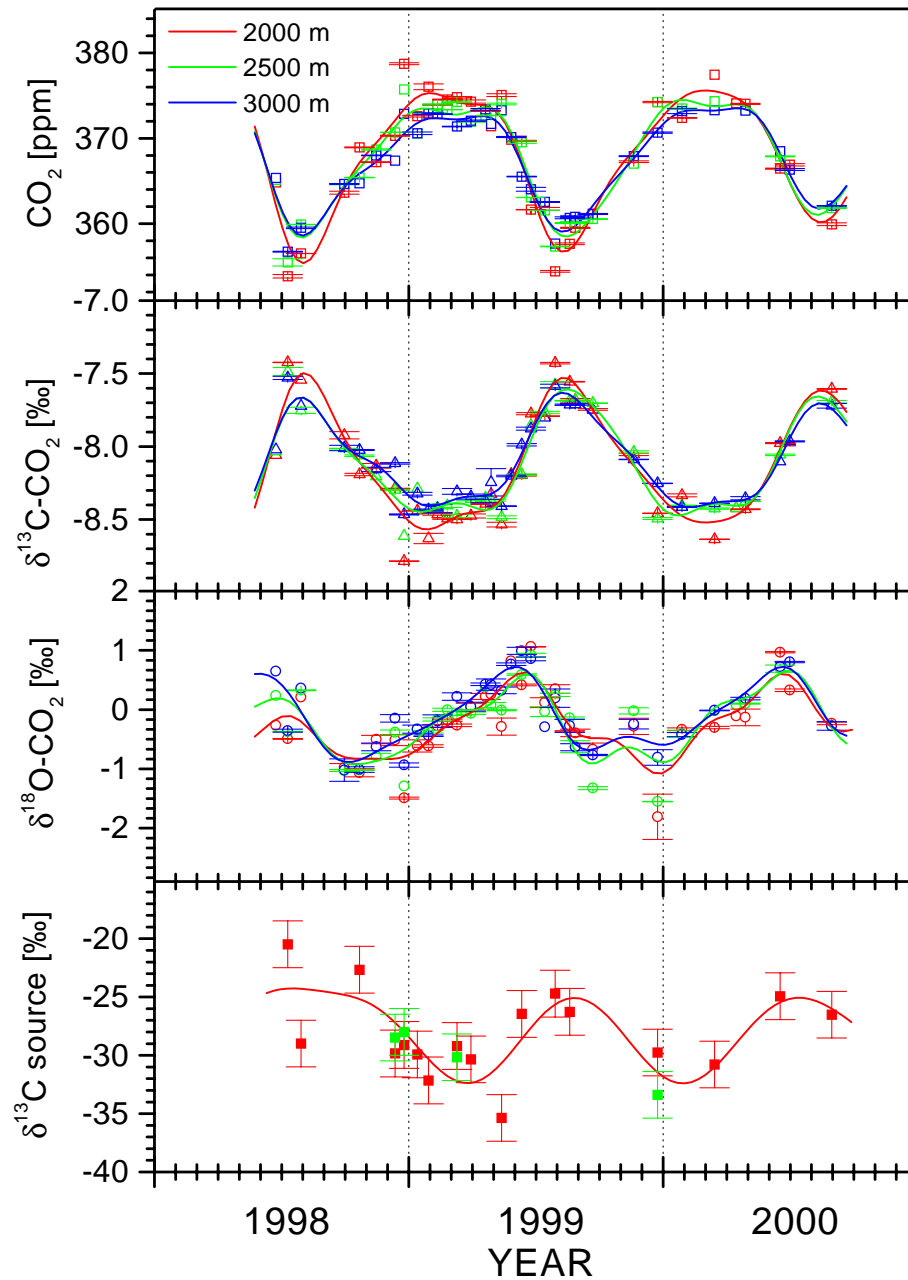 2000 m
2500 m
3000 m
380
370
360
CO₂ [ppm]
-7.0
-7.5
-8.0
-8.5
δ¹³C-CO₂ [‰]
2
1
0
-1
-2
δ¹⁸O-CO₂ [‰]
-20
-25
-30
-35
-40
δ¹³C source [‰]
1998 1999 2000
YEAR